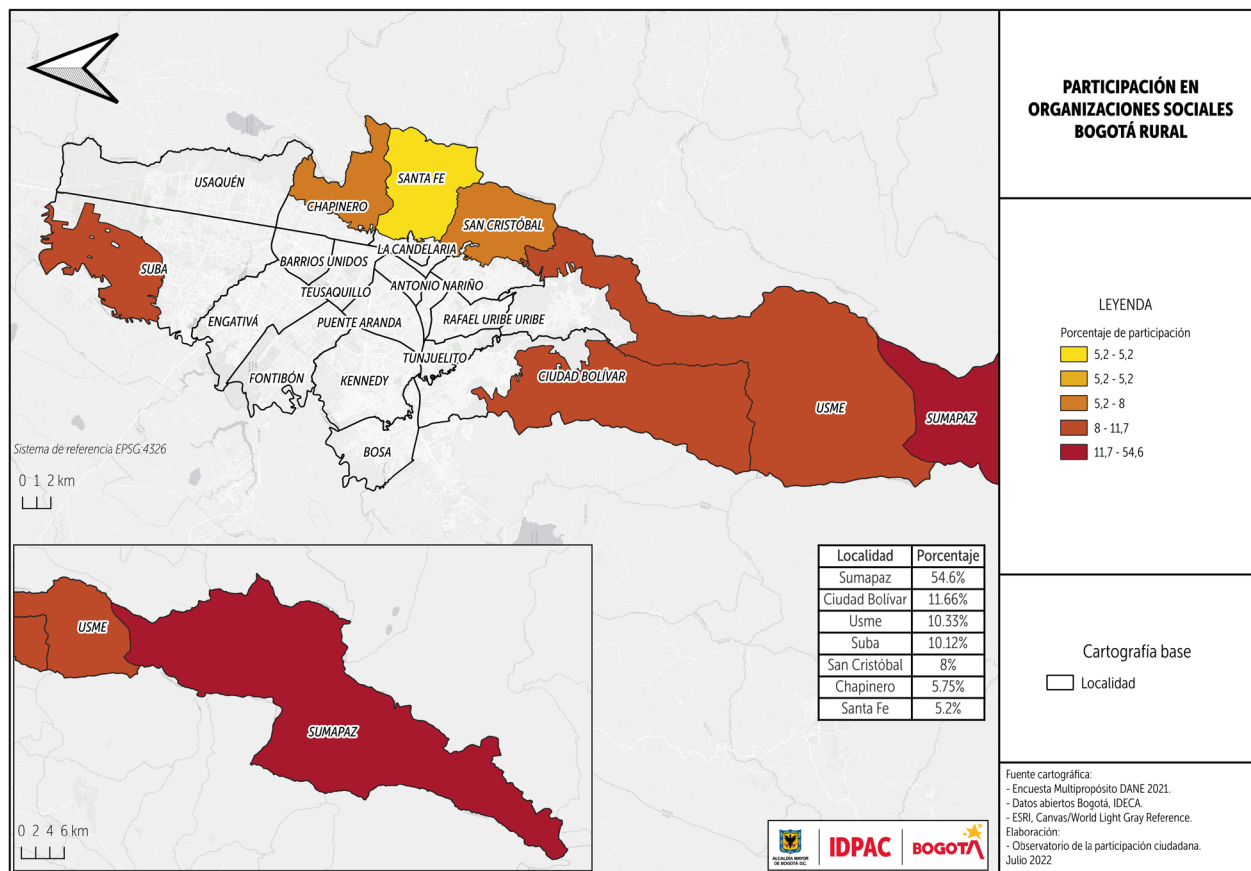 PARTICIPACIÓN EN
ORGANIZACIONES SOCIALES
BOGOTÁ RURAL
USAQUÉN
CHAPINERO
SANTA FE
SAN CRISTÓBAL
SUBA
BARRIOS UNIDOS
LA CANDELARIA
TEUSAQUILLO
ANTONIO NARIÑO
ENGATIVÁ
PUENTE ARANDA
RAFAEL URIBE URIBE
TUNJUELITO
FONTIBÓN
KENNEDY
CIUDAD BOLÍVAR
USME
SUMAPAZ
BOSA
Sistema de referencia EPSG:4326
0 1 2 km
LEYENDA
Porcentaje de participación
5,2 - 5,2
5,2 - 5,2
5,2 - 8
8 - 11,7
11,7 - 54,6
USME
SUMAPAZ
0 2 4 6 km
Localidad Porcentaje
Sumapaz 54.6%
Ciudad Bolívar 11.66%
Usme 10.33%
Suba 10.12%
San Cristóbal 8%
Chapinero 5.75%
Santa Fe 5.2%
Cartografía base
Localidad
ALCALDÍA MAYOR
DE BOGOTÁ D.C.
IDPAC
BOGOTÁ
Fuente cartográfica:
- Encuesta Multipropósito DANE 2021.
- Datos abiertos Bogotá, IDECA.
- ESRI, Canvas/World Light Gray Reference.
Elaboración:
- Observatorio de la participación ciudadana.
Julio 2022